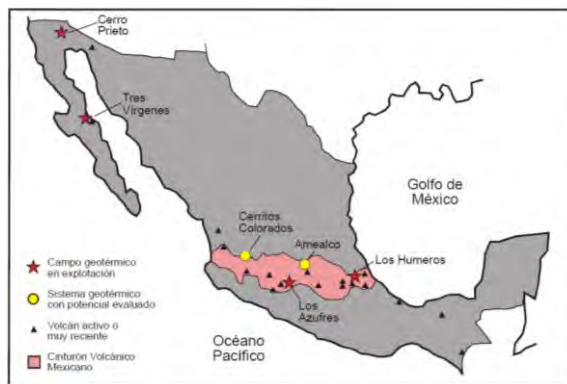 Cerro
Prieto
Tres
Vírgenes
Golfo de
México
Cerritos
Colorados
Amealco
Los Humeros
Los
Azufres
Océano
Pacífico
Campo geotérmico
en explotación
Sistema geotérmico
con potencial evaluado
Volcán activo o
muy reciente
Cinturón Volcánico
Mexicano